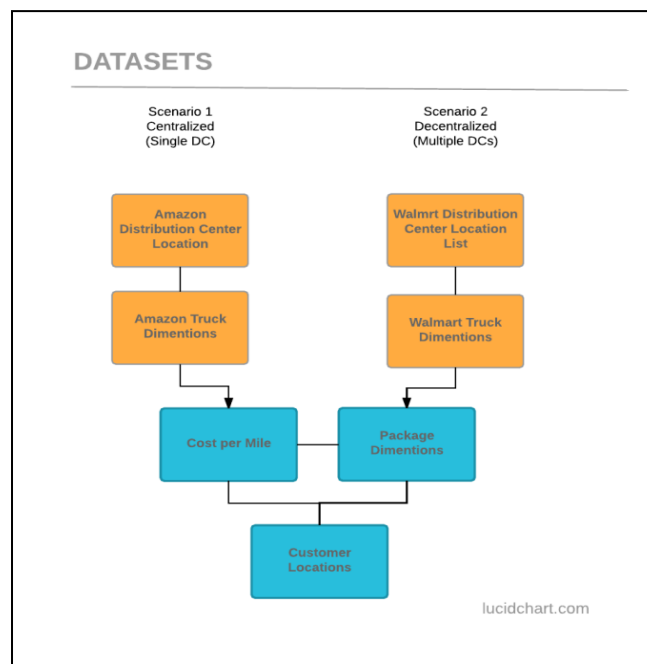 DATASETS
Scenario 1
Centralized
(Single DC)
Scenario 2
Decentralized
(Multiple DCs)
Amazon
Distribution Center
Location
Walmrt Distribution
Center Location
List
Amazon Truck
Dimentions
Walmart Truck
Dimentions
Cost per Mile
Package
Dimentions
Customer
Locations
lucidchart.com